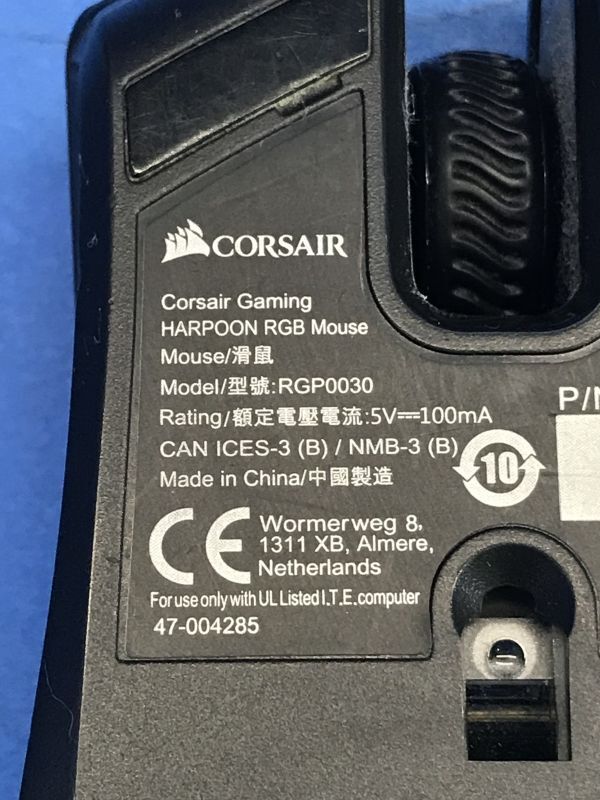 CORSAIR
Corsair Gaming
HARPOON RGB Mouse
Mouse/滑鼠
Model/型號:RGP0030
Rating/額定電壓電流:5V⎓100mA
CAN ICES-3 (B) / NMB-3 (B)
Made in China/中國製造
10
P/N
CE
Wormerweg 8,
1311 XB, Almere,
Netherlands
For use only with UL Listed I.T.E. computer
47-004285